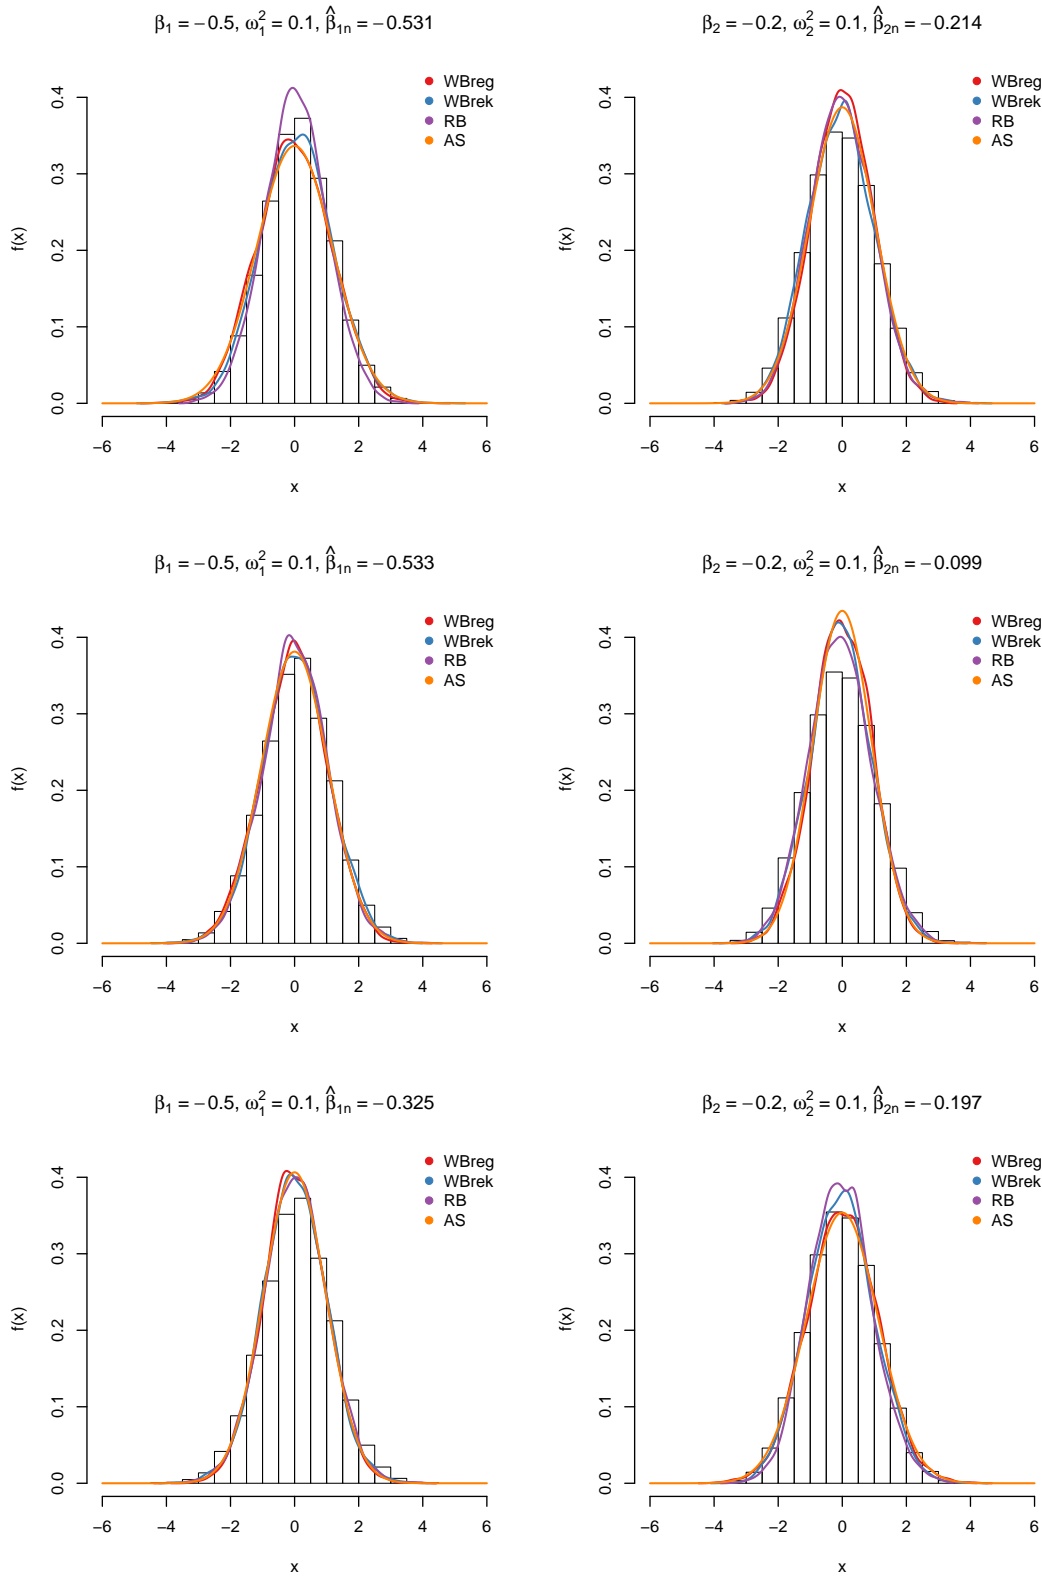 β₁ = −0.5, ω₁² = 0.1, β̂₁ₙ = −0.531
WBreg
WBrek
RB
AS
f(x)
0.0 0.1 0.2 0.3 0.4
−6 −4 −2 0 2 4 6
x
β₂ = −0.2, ω₂² = 0.1, β̂₂ₙ = −0.214
WBreg
WBrek
RB
AS
f(x)
0.0 0.1 0.2 0.3 0.4
−6 −4 −2 0 2 4 6
x
β₁ = −0.5, ω₁² = 0.1, β̂₁ₙ = −0.533
WBreg
WBrek
RB
AS
f(x)
0.0 0.1 0.2 0.3 0.4
−6 −4 −2 0 2 4 6
x
β₂ = −0.2, ω₂² = 0.1, β̂₂ₙ = −0.099
WBreg
WBrek
RB
AS
f(x)
0.0 0.1 0.2 0.3 0.4
−6 −4 −2 0 2 4 6
x
β₁ = −0.5, ω₁² = 0.1, β̂₁ₙ = −0.325
WBreg
WBrek
RB
AS
f(x)
0.0 0.1 0.2 0.3 0.4
−6 −4 −2 0 2 4 6
x
β₂ = −0.2, ω₂² = 0.1, β̂₂ₙ = −0.197
WBreg
WBrek
RB
AS
f(x)
0.0 0.1 0.2 0.3 0.4
−6 −4 −2 0 2 4 6
x